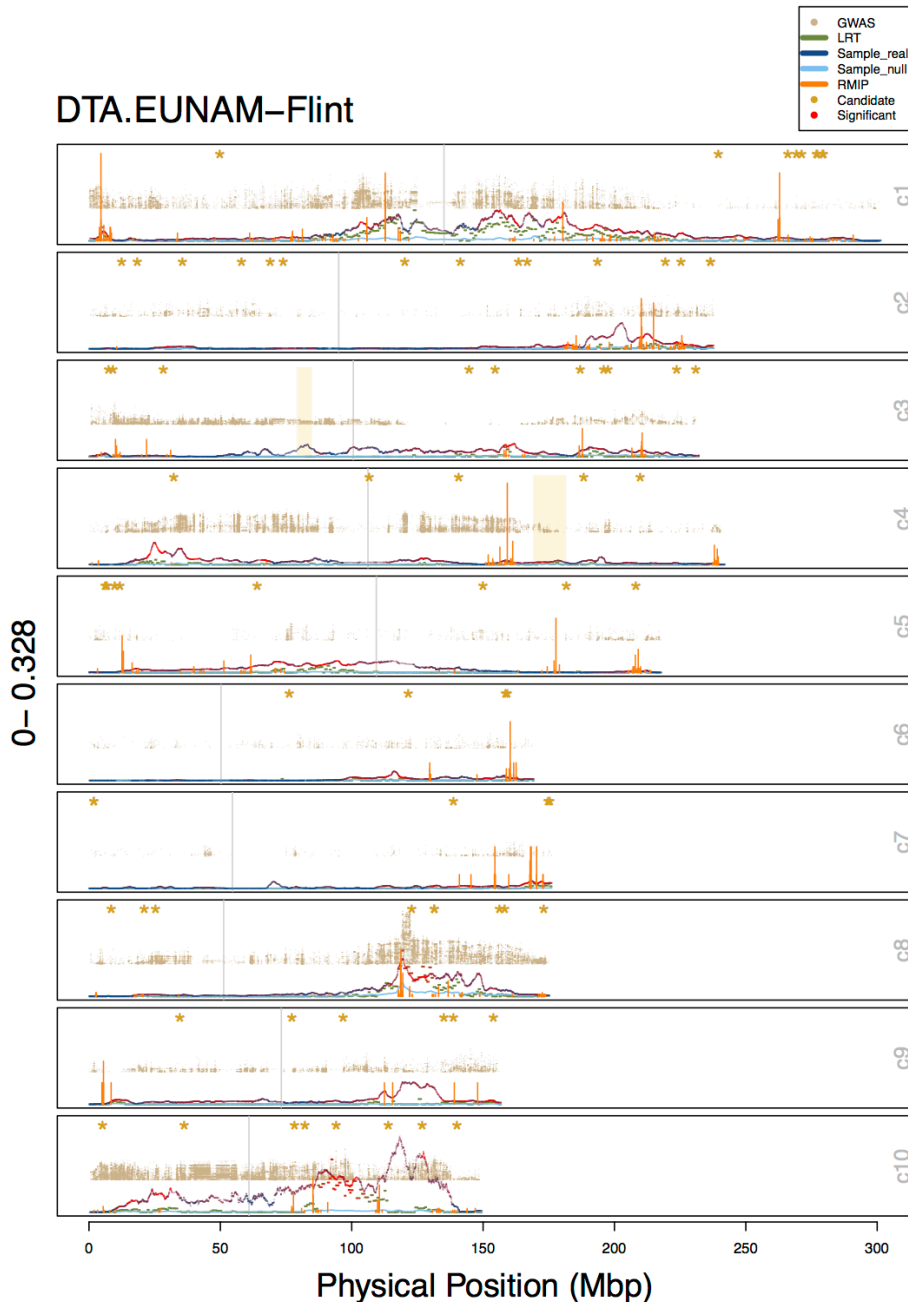 GWAS
LRT
Sample_real
Sample_null
RMIP
Candidate
Significant
DTA.EUNAM−Flint
c1
c2
c3
c4
c5
c6
c7
c8
c9
c10
0− 0.328
0 50 100 150 200 250 300
Physical Position (Mbp)